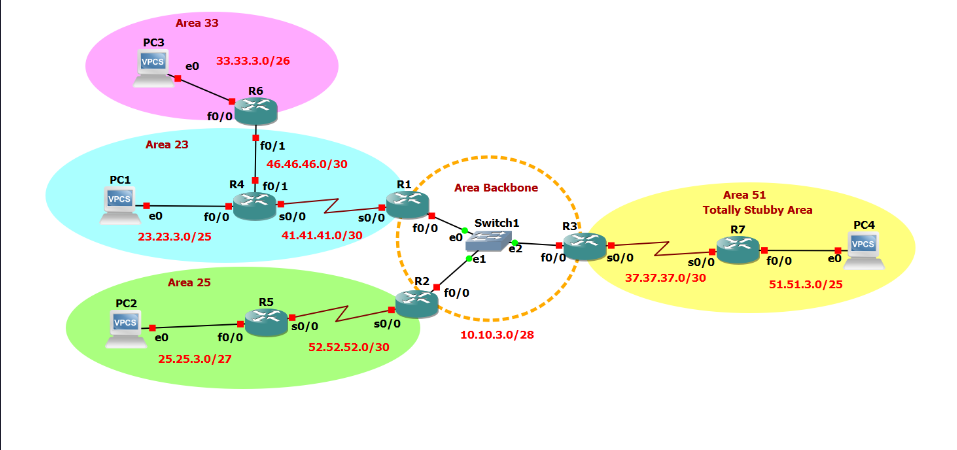 Area 33
PC3
VPCS
e0
33.33.3.0/26
R6
f0/0
f0/1
Area 23
46.46.46.0/30
PC1
VPCS
R4
f0/1
e0
f0/0
s0/0
23.23.3.0/25
41.41.41.0/30
R1
s0/0
f0/0
Area Backbone
Switch1
e0
e1
e2
R3
f0/0
s0/0
Area 51
Totally Stubby Area
R7
PC4
VPCS
s0/0
f0/0
e0
37.37.37.0/30
51.51.3.0/25
Area 25
PC2
VPCS
R5
R2
f0/0
e0
f0/0
s0/0
s0/0
25.25.3.0/27
52.52.52.0/30
10.10.3.0/28